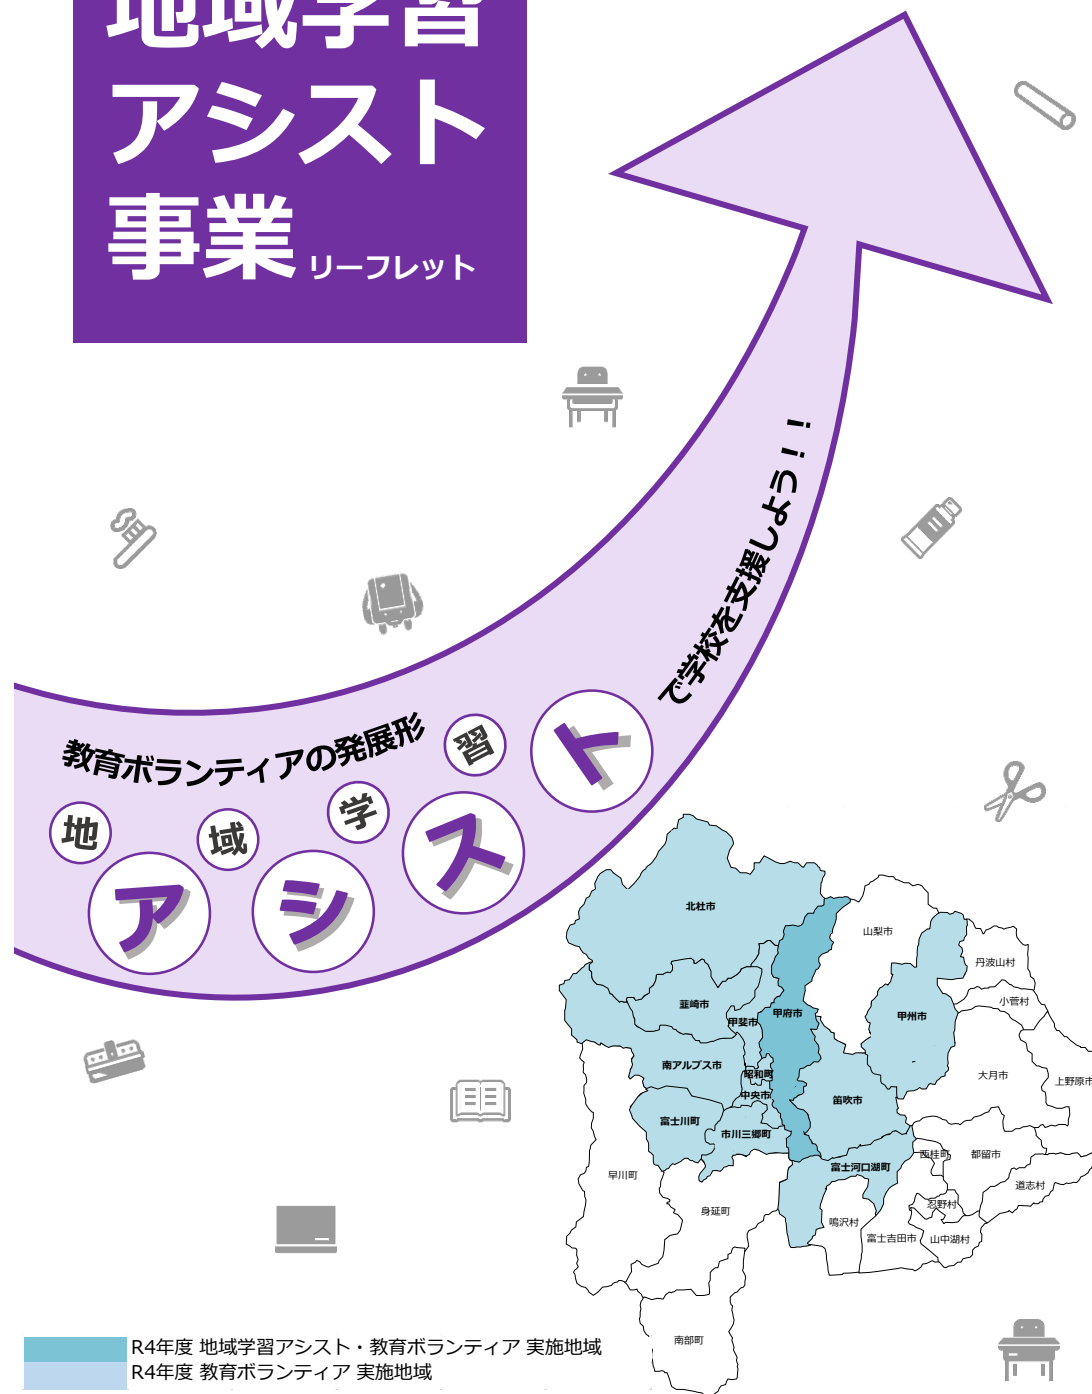 地域学習
アシスト
事業 リーフレット
教育ボランティアの発展形
地域学習
アシスト
で学校を支援しよう！！
北杜市
山梨市
丹波山村
小菅村
韮崎市
甲斐市
甲府市
甲州市
南アルプス市
昭和町
大月市
上野原市
中央市
笛吹市
富士川町
市川三郷町
西桂町
都留市
早川町
富士河口湖町
道志村
身延町
鳴沢村
忍野村
富士吉田市
山中湖村
南部町
R4年度 地域学習アシスト・教育ボランティア 実施地域
R4年度 教育ボランティア 実施地域